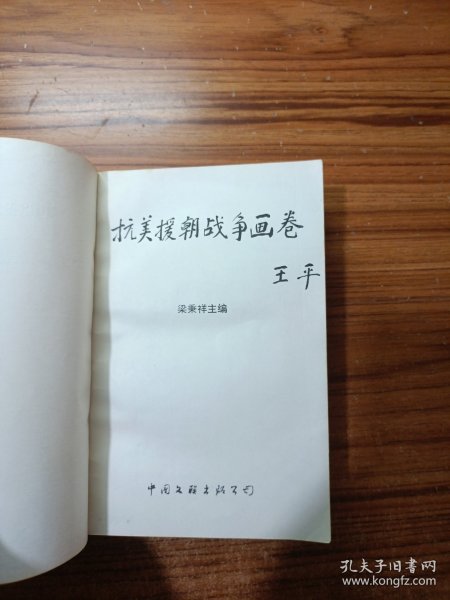 抗美援朝战争画卷
王平
梁秉祥主编
中国文联出版公司
孔夫子旧书网
www.kongfz.com